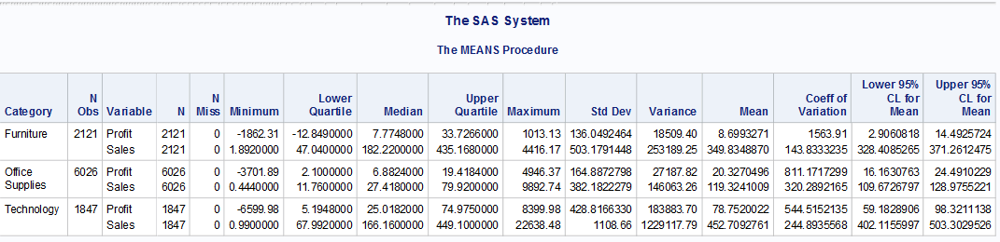 The SAS System
The MEANS Procedure
Lower 95% Upper 95%
N N Lower Upper Coeff of CL for CL for
Category Obs Variable N Miss Minimum Quartile Median Quartile Maximum Std Dev Variance Mean Variation Mean Mean
Furniture 2121 Profit 2121 0 -1862.31 -12.8490000 7.7748000 33.7266000 1013.13 136.0492464 18509.40 8.6993271 1563.91 2.9060818 14.4925724
Sales 2121 0 1.8920000 47.0400000 182.2200000 435.1680000 4416.17 503.1791448 253189.25 349.8348870 143.8333235 328.4085265 371.2612475
Office 6026 Profit 6026 0 -3701.89 2.1000000 6.8824000 19.4184000 4946.37 164.8872798 27187.82 20.3270496 811.1717299 16.1630763 24.4910229
Supplies Sales 6026 0 0.4440000 11.7600000 27.4180000 79.9200000 9892.74 382.1822279 146063.26 119.3241009 320.2892165 109.6726797 128.9755221
Technology 1847 Profit 1847 0 -6599.98 5.1948000 25.0182000 74.9750000 8399.98 428.8166330 183883.70 78.7520022 544.5152135 59.1828906 98.3211138
Sales 1847 0 0.9900000 67.9920000 166.1600000 449.1000000 22638.48 1108.66 1229117.79 452.7092761 244.8935568 402.1155997 503.3029526